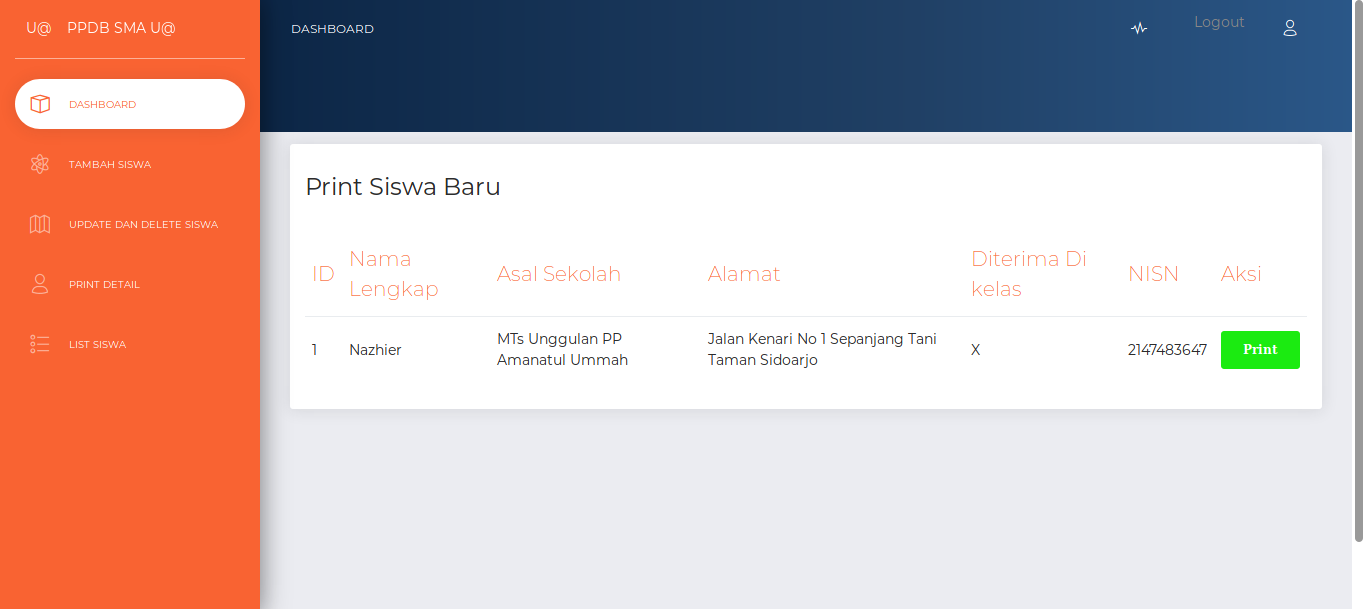 U@ PPDB SMA U@
DASHBOARD
TAMBAH SISWA
UPDATE DAN DELETE SISWA
PRINT DETAIL
LIST SISWA
DASHBOARD
Logout
Print Siswa Baru
ID Nama Lengkap Asal Sekolah Alamat Diterima Di kelas NISN Aksi
1 Nazhier MTs Unggulan PP Amanatul Ummah Jalan Kenari No 1 Sepanjang Tani Taman Sidoarjo X 2147483647 Print